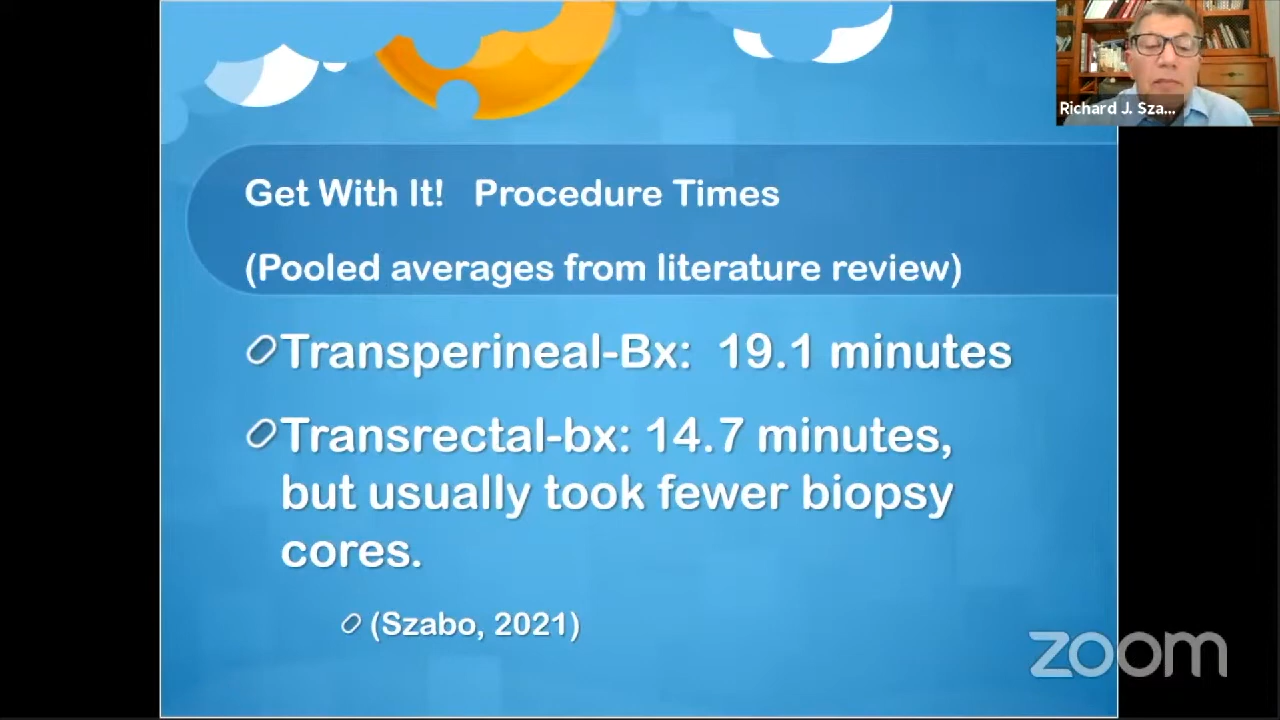 Richard J. Sza...
Get With It!   Procedure Times
(Pooled averages from literature review)
Transperineal-Bx:  19.1 minutes
Transrectal-bx: 14.7 minutes,
but usually took fewer biopsy
cores.
(Szabo, 2021)
zoom